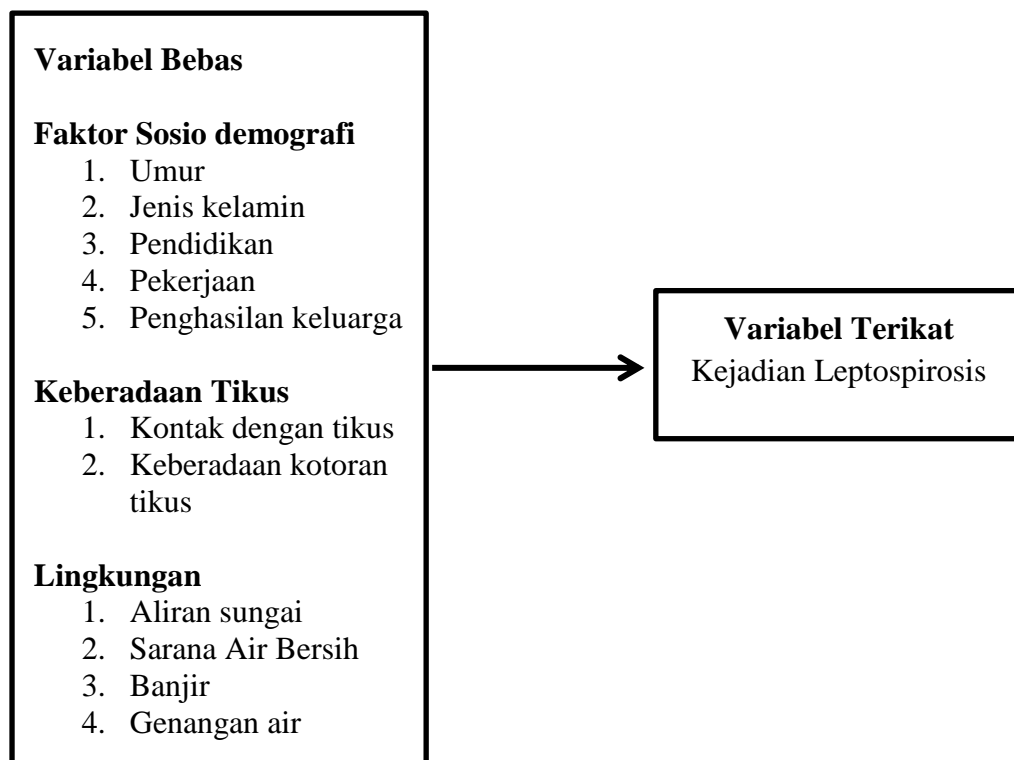 Variabel Bebas
Faktor Sosio demografi
1. Umur
2. Jenis kelamin
3. Pendidikan
4. Pekerjaan
5. Penghasilan keluarga
Keberadaan Tikus
1. Kontak dengan tikus
2. Keberadaan kotoran
tikus
Lingkungan
1. Aliran sungai
2. Sarana Air Bersih
3. Banjir
4. Genangan air
Variabel Terikat
Kejadian Leptospirosis